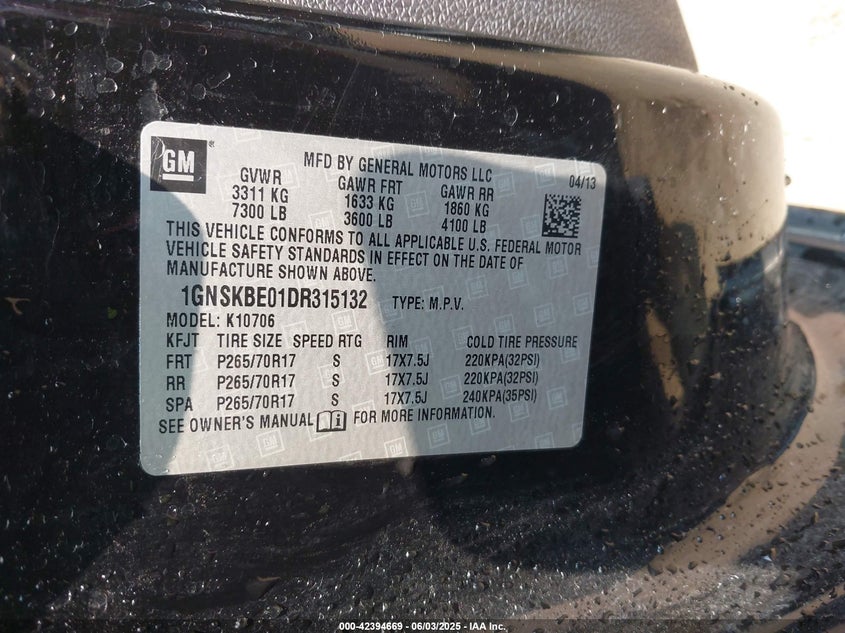 GM
MFD BY GENERAL MOTORS LLC 04/13
GVWR GAWR FRT GAWR RR
3311 KG 1633 KG 1860 KG
7300 LB 3600 LB 4100 LB
THIS VEHICLE CONFORMS TO ALL APPLICABLE U.S. FEDERAL MOTOR
VEHICLE SAFETY STANDARDS IN EFFECT ON THE DATE OF
MANUFACTURE SHOWN ABOVE.
1GNSKBE01DR315132 TYPE: M.P.V.
MODEL: K10706
KFJT TIRE SIZE SPEED RTG RIM COLD TIRE PRESSURE
FRT P265/70R17 S 17X7.5J 220KPA(32PSI)
RR P265/70R17 S 17X7.5J 220KPA(32PSI)
SPA P265/70R17 S 17X7.5J 240KPA(35PSI)
SEE OWNER'S MANUAL i FOR MORE INFORMATION.
000-42394669 - 06/03/2025 - IAA Inc.